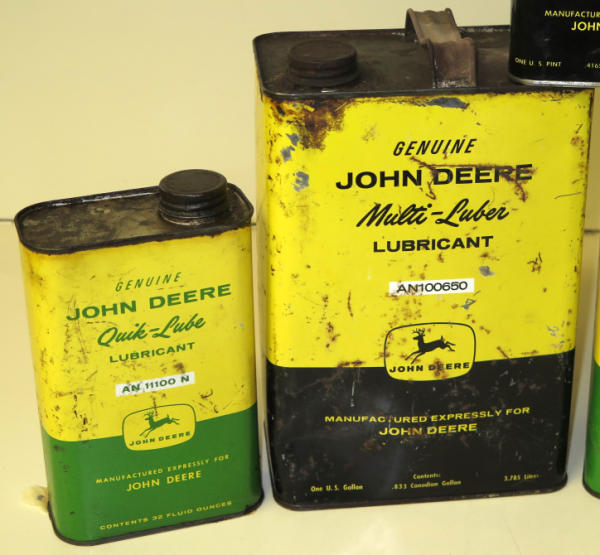 GENUINE
JOHN DEERE
Quik-Lube
LUBRICANT
AN 11100 N
JOHN DEERE
MANUFACTURED EXPRESSLY FOR
JOHN DEERE
CONTENTS 32 FLUID OUNCES
GENUINE
JOHN DEERE
Multi-Luber
LUBRICANT
AN100650
JOHN DEERE
MANUFACTURED EXPRESSLY FOR
JOHN DEERE
Contents:
One U.S. Gallon .833 Canadian Gallon 3.785 Liters
JOHN
ONE U.S. PINT